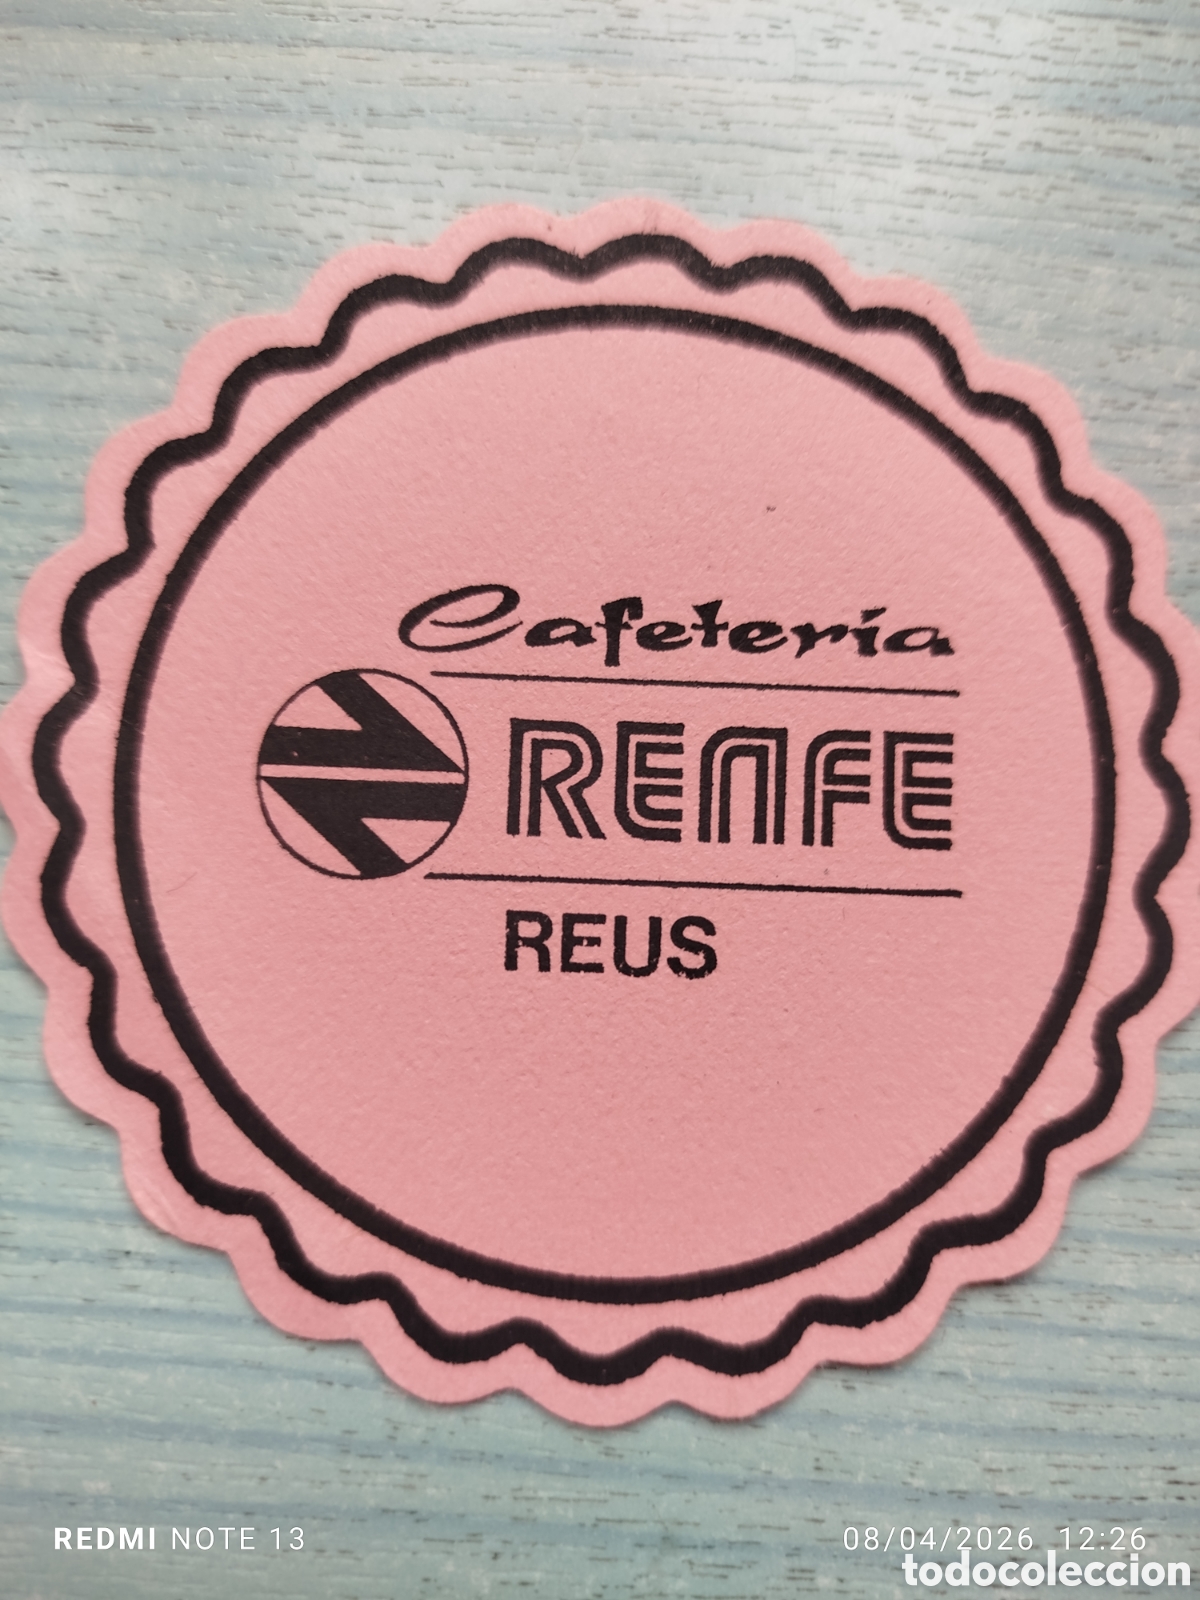 Cafetería
RENFE
REUS
REDMI NOTE 13
08/04/2026 12:26
todocoleccion